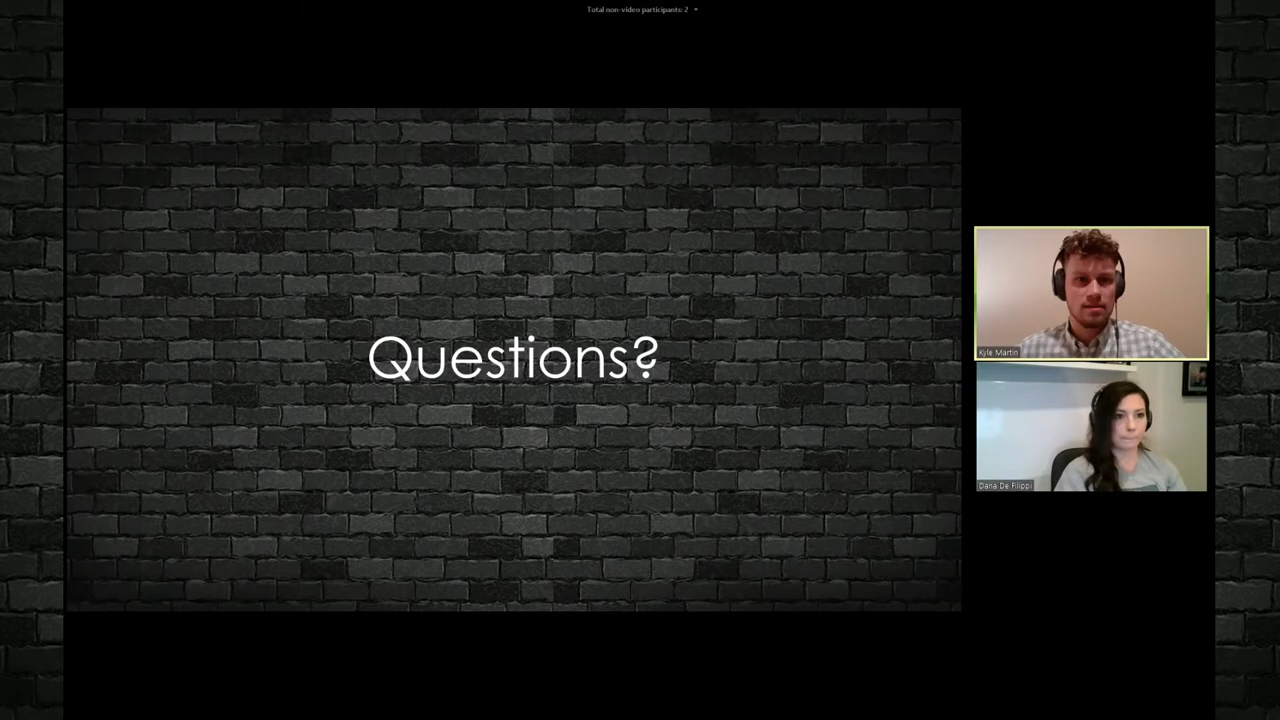 Total non-video participants: 2
Questions?
Kyle Martin
Dana De Filippi